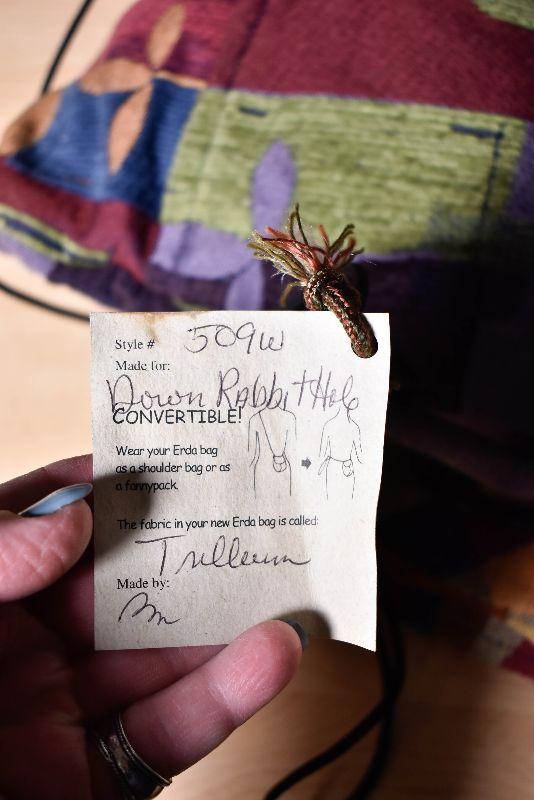 Style # 509W
Made for:
Down Rabbit Hole
CONVERTIBLE!
Wear your Erda bag
as a shoulder bag or as
a fannypack.
The fabric in your new Erda bag is called:
Trillium
Made by: